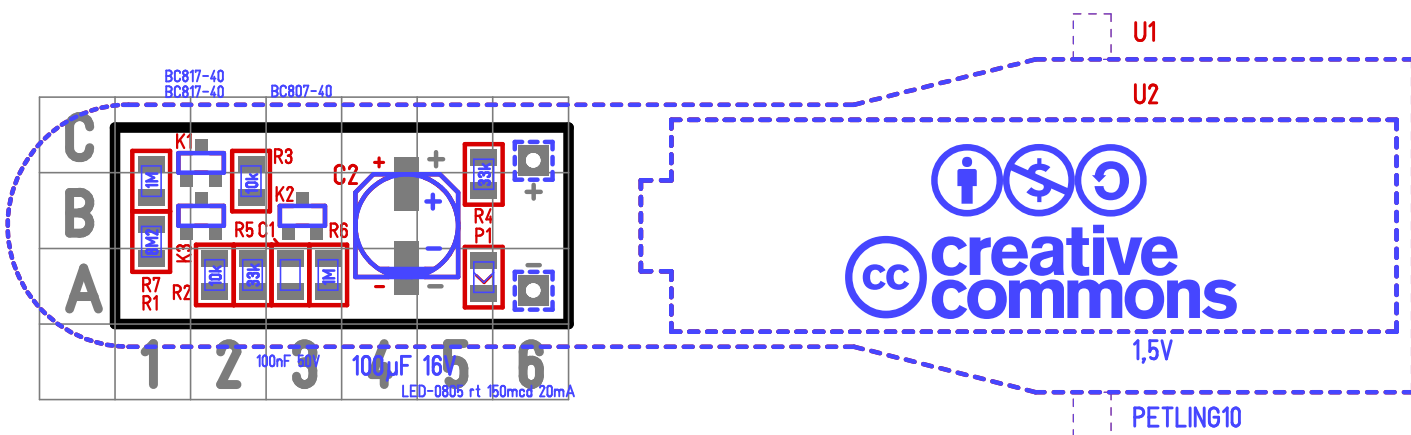 U1
BC817-40
BC817-40
BC807-40
U2
C
K1
R3
+
+
1M
10k
C2
33k
+
K2
B
+
R4
P1
8M2
K3
R5
C1
R6
−
−
A
10k
33k
1M
R7
R1
R2
−
−
cc
creative
commons
$
1
2
3
4
5
6
100nF 50V
100µF 16V
LED-0805 rt 150mcd 20mA
1,5V
PETLING10